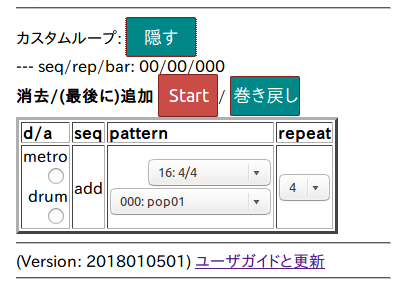 カスタムループ: 隠す
--- seq/rep/bar: 00/00/000
消去/(最後に)追加 Start / 巻き戻し
d/a seq pattern repeat
metro
16: 4/4
add 4
drum 000: pop01
(Version: 2018010501) ユーザガイドと更新